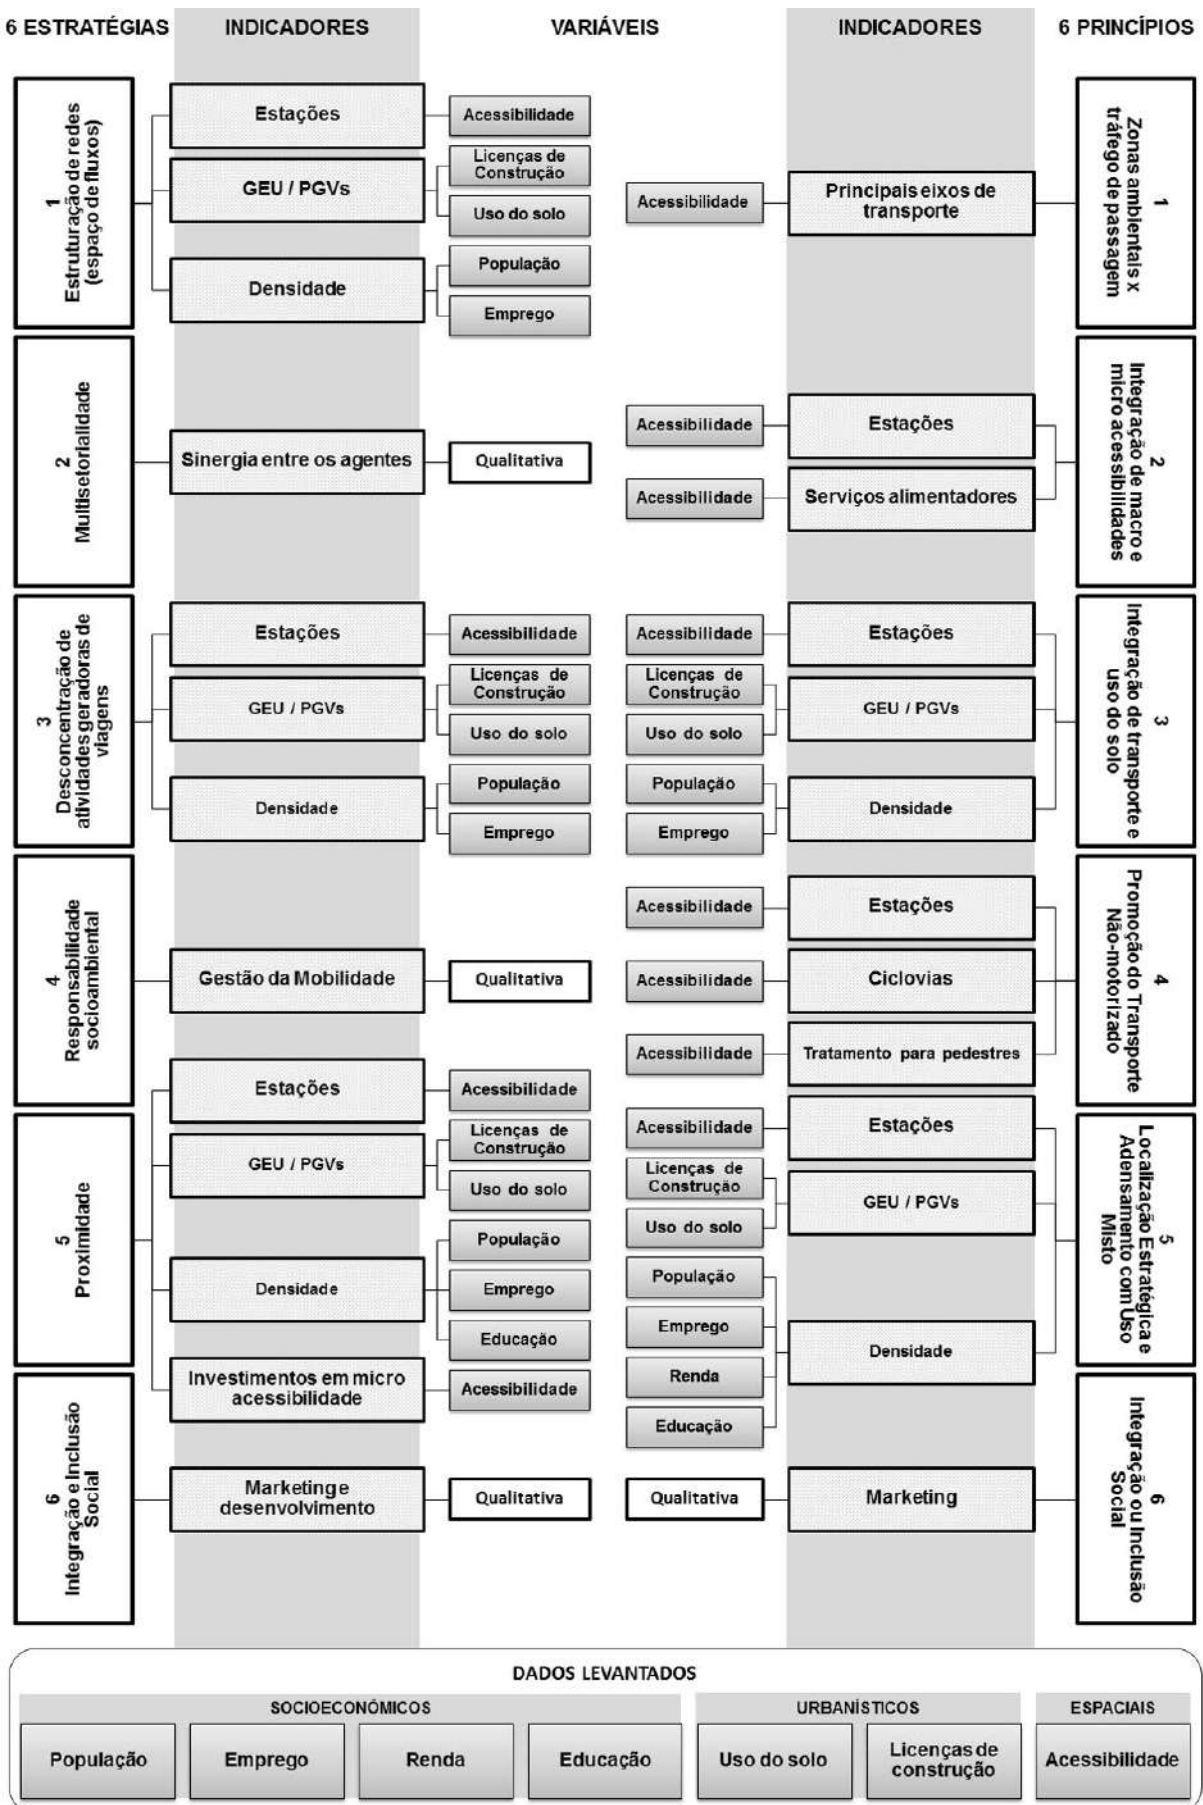 6 ESTRATÉGIAS
INDICADORES
VARIÁVEIS
INDICADORES
6 PRINCÍPIOS
1
Estruturação de redes
(espaço de fluxos)
Estações
Acessibilidade
GEU / PGVs
Licenças de
Construção
Uso do solo
Densidade
População
Emprego
Acessibilidade
Principais eixos de
transporte
1
Zonas ambientais x
tráfego de passagem
2
Multisetorialidade
Sinergia entre os agentes
Qualitativa
Acessibilidade
Estações
Acessibilidade
Serviços alimentadores
2
Integração de macro e
micro acessibilidades
3
Desconcentração de
atividades geradoras de
viagens
Estações
Acessibilidade
GEU / PGVs
Licenças de
Construção
Uso do solo
Densidade
População
Emprego
Acessibilidade
Estações
Licenças de
Construção
Uso do solo
GEU / PGVs
População
Emprego
Densidade
3
Integração de transporte e
uso do solo
4
Responsabilidade
socioambiental
Gestão da Mobilidade
Qualitativa
Acessibilidade
Estações
Acessibilidade
Ciclovias
Acessibilidade
Tratamento para pedestres
4
Promoção do Transporte
Não-motorizado
5
Proximidade
Estações
Acessibilidade
GEU / PGVs
Licenças de
Construção
Uso do solo
Densidade
População
Emprego
Educação
Investimentos em micro
acessibilidade
Acessibilidade
Acessibilidade
Estações
Licenças de
Construção
Uso do solo
GEU / PGVs
População
Emprego
Renda
Educação
Densidade
5
Localização Estratégica e
Adensamento com Uso
Misto
6
Integração e Inclusão
Social
Marketing e
desenvolvimento
Qualitativa
Qualitativa
Marketing
6
Integração ou Inclusão
Social
DADOS LEVANTADOS
SOCIOECONÔMICOS
URBANÍSTICOS
ESPACIAIS
População
Emprego
Renda
Educação
Uso do solo
Licenças de
construção
Acessibilidade